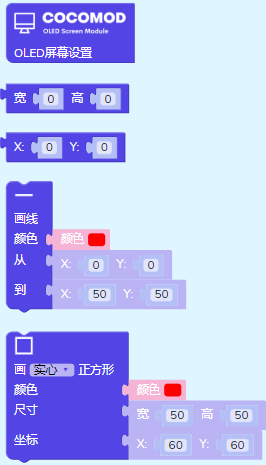 COCOMOD
OLED Screen Module
OLED屏幕设置
宽 0 高 0
X: 0 Y: 0
画线
颜色 颜色
从 X: 0 Y: 0
到 X: 50 Y: 50
画 实心 正方形
颜色 颜色
尺寸 宽 50 高 50
坐标 X: 60 Y: 60